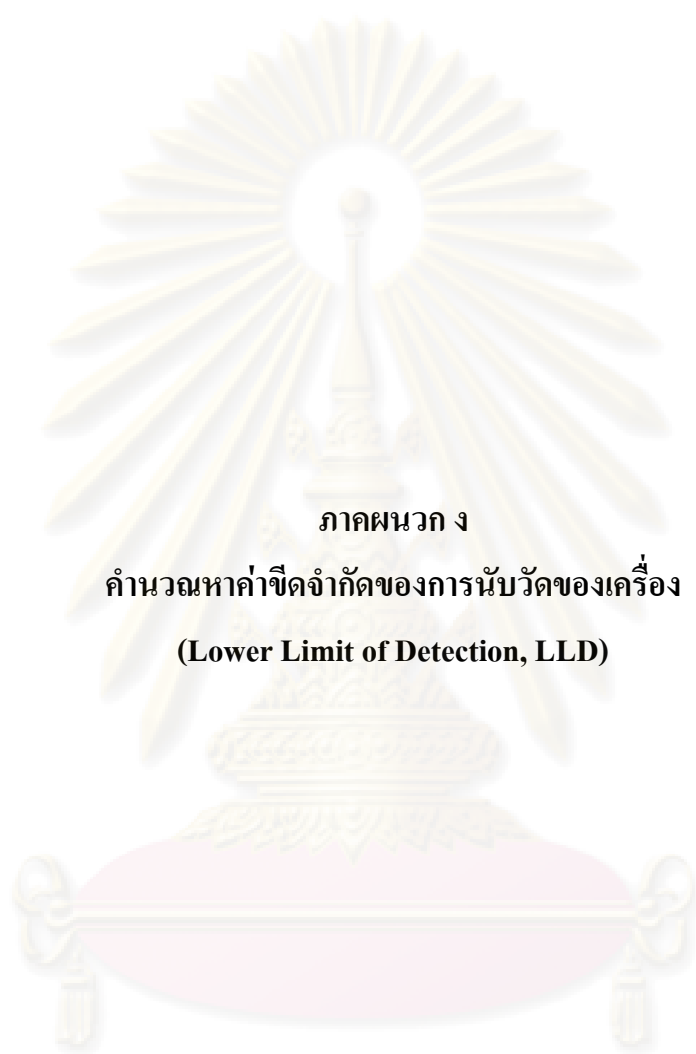 ภาคผนวก ง
คำนวณหาค่าขีดจำกัดของการนับวัดของเครื่อง
(Lower Limit of Detection, LLD)